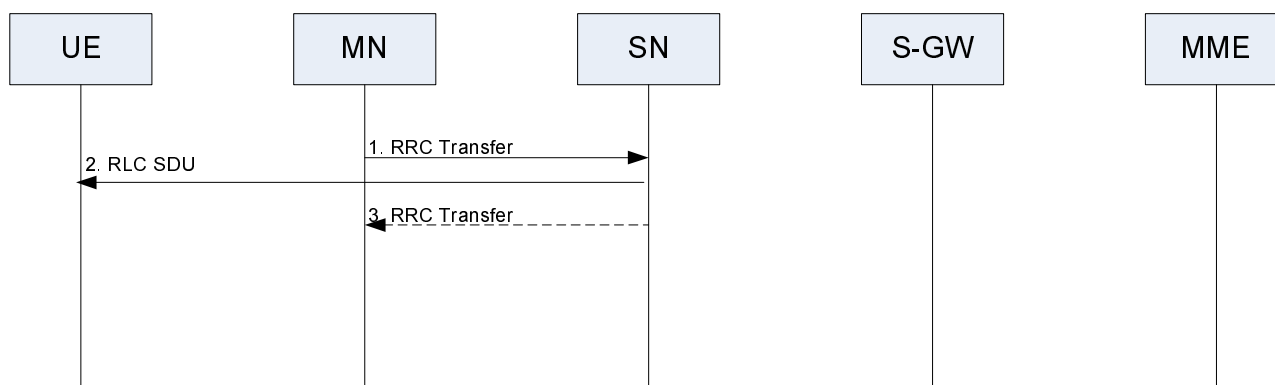 UE
MN
SN
S-GW
MME
1. RRC Transfer
2. RLC SDU
3. RRC Transfer